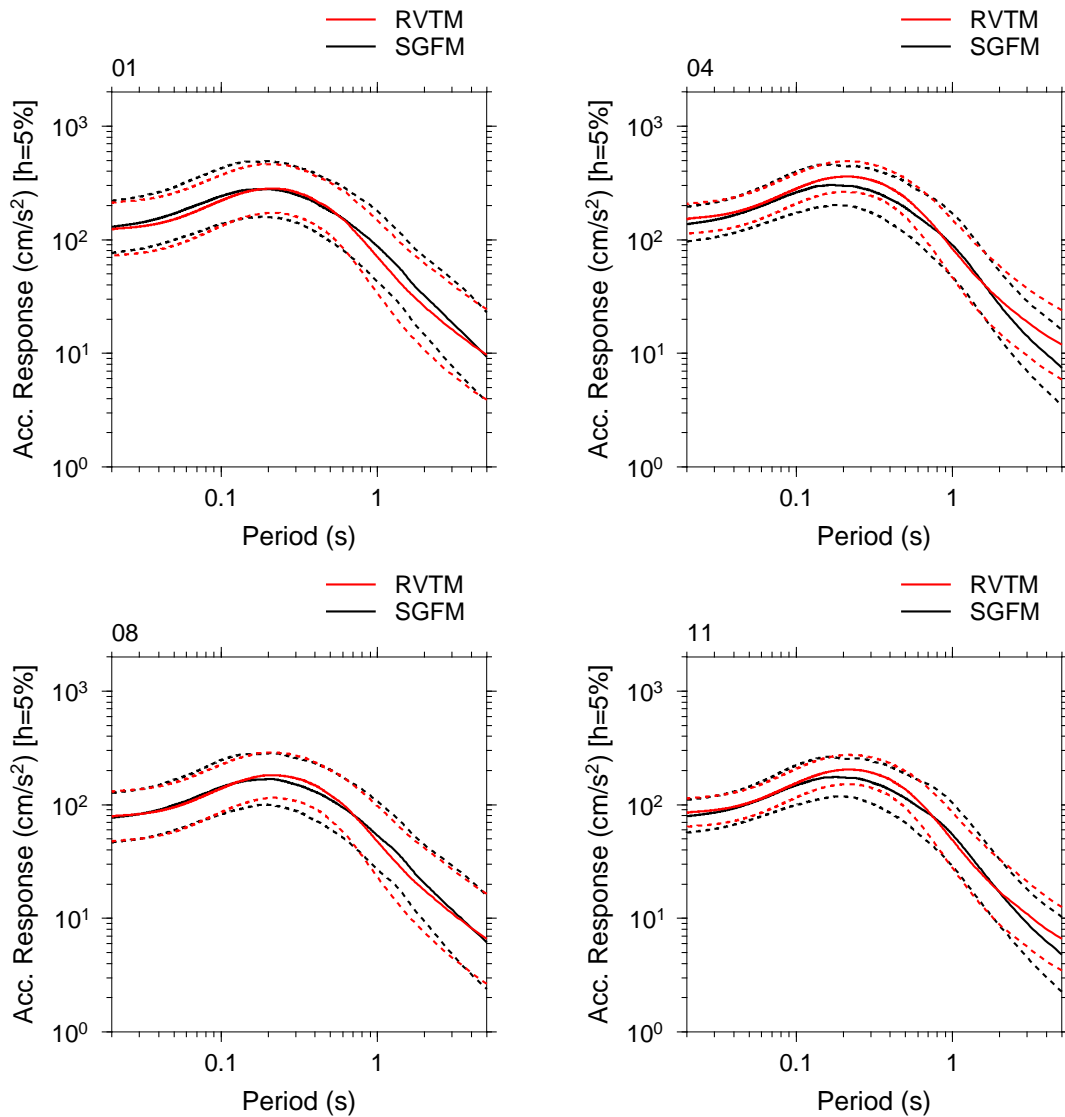 RVTM
SGFM
01
10³
10²
10¹
10⁰
Acc. Response (cm/s²) [h=5%]
0.1 1
Period (s)
RVTM
SGFM
04
10³
10²
10¹
10⁰
Acc. Response (cm/s²) [h=5%]
0.1 1
Period (s)
RVTM
SGFM
08
10³
10²
10¹
10⁰
Acc. Response (cm/s²) [h=5%]
0.1 1
Period (s)
RVTM
SGFM
11
10³
10²
10¹
10⁰
Acc. Response (cm/s²) [h=5%]
0.1 1
Period (s)